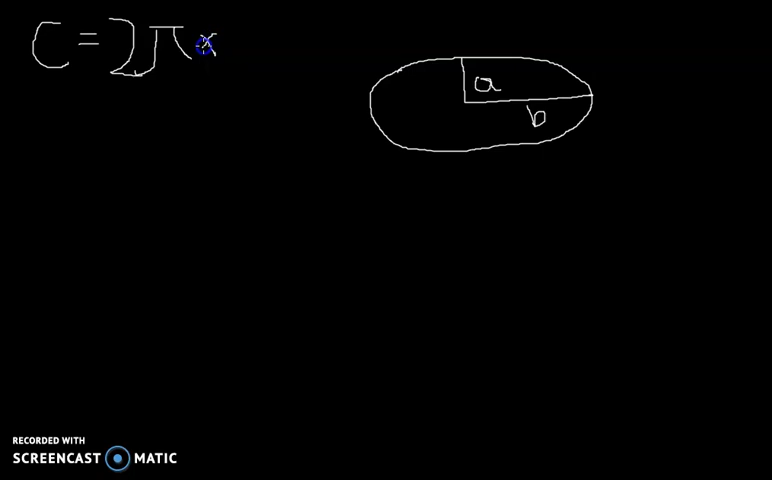 C = 2π x
a
b
RECORDED WITH
SCREENCAST MATIC